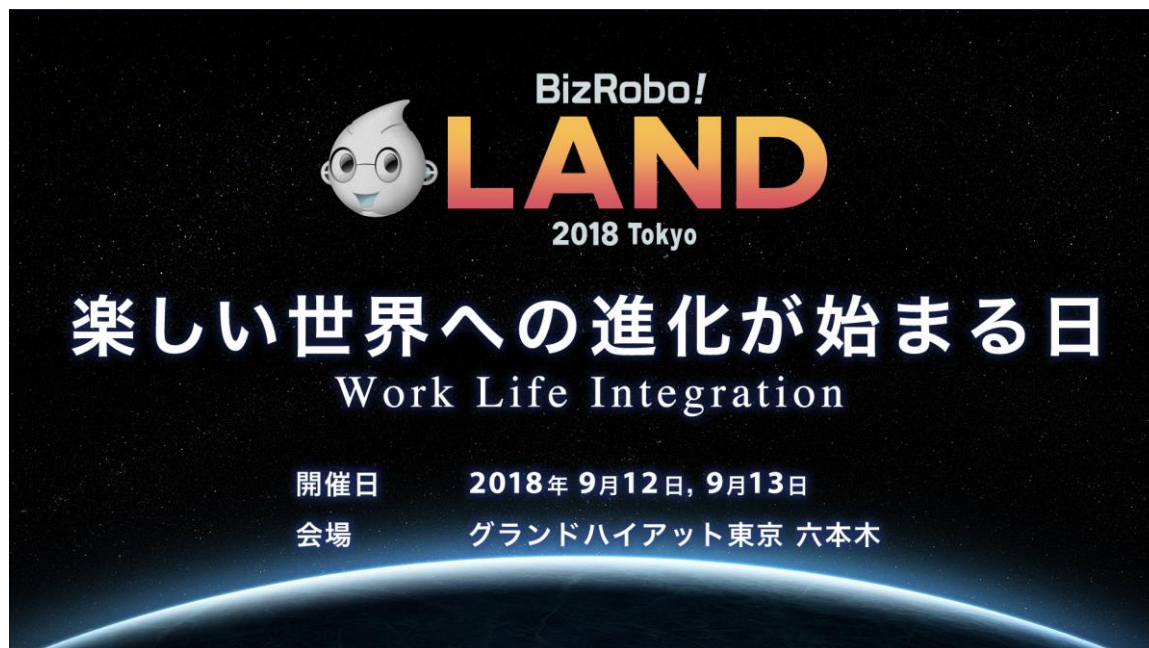 BizRobo!
LAND
2018 Tokyo
楽しい世界への進化が始まる日
Work Life Integration
開催日 2018年 9月12日, 9月13日
会場 グランドハイアット東京 六本木